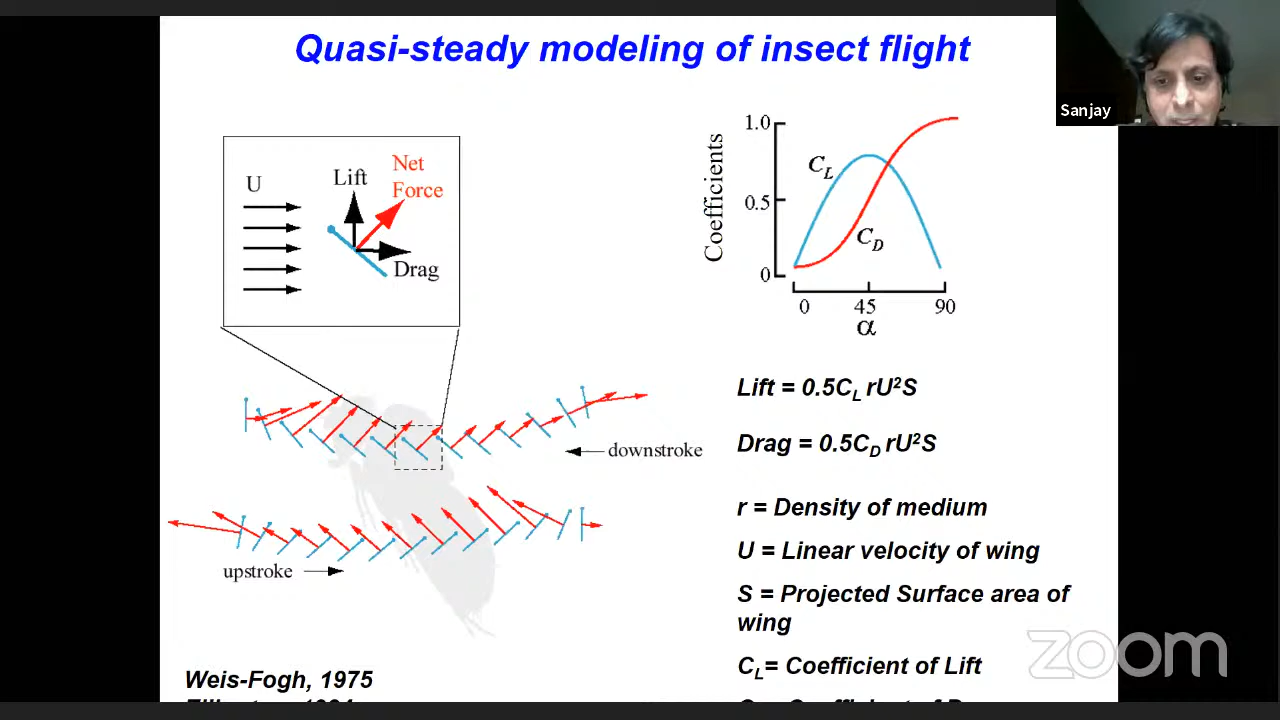 Quasi-steady modeling of insect flight
Sanjay
U
Lift
Net
Force
Drag
Coefficients
1.0
0.5
0
C_L
C_D
0 45 90
α
Lift = 0.5C_L rU²S
Drag = 0.5C_D rU²S
downstroke
upstroke
r = Density of medium
U = Linear velocity of wing
S = Projected Surface area of
wing
C_L= Coefficient of Lift
Weis-Fogh, 1975
zoom